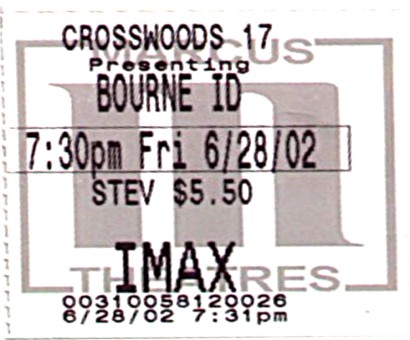 CROSSWOODS 17
MARCUS
Presenting
BOURNE ID
7:30pm Fri 6/28/02
STEV $5.50
IMAX
THEATRES
00310058120026
6/28/02 7:31pm